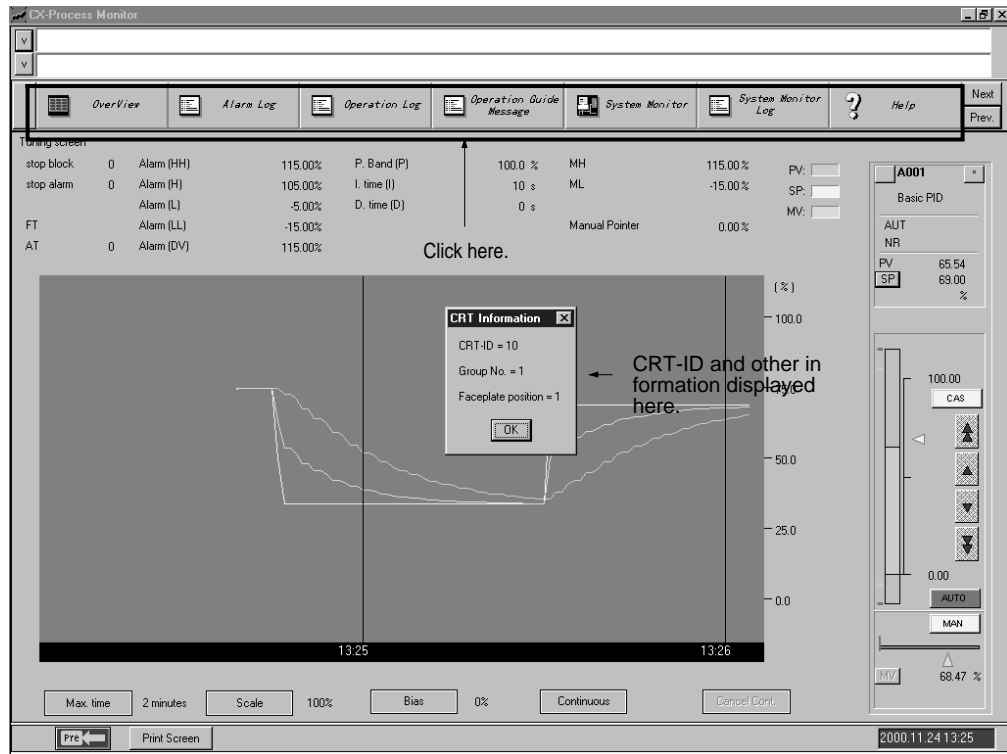 CX-Process Monitor
v
v
OverView
Alarm Log
Operation Log
Operation Guide Message
System Monitor
System Monitor Log
Help
Next
Prev.
Tuning screen
stop block 0 Alarm (HH) 115.00% P. Band (P) 100.0 % MH 115.00 % PV:
stop alarm 0 Alarm (H) 105.00% I. time (I) 10 s ML -15.00 % SP:
Alarm (L) -5.00% D. time (D) 0 s MV:
FT Alarm (LL) -15.00% Manual Pointer 0.00 %
AT 0 Alarm (DV) 115.00%
Click here.
A001
Basic PID
AUT
NR
PV 65.54
SP 69.00
%
(%)
100.0
75.0
50.0
25.0
0.0
CRT Information
CRT-ID = 10
Group No. = 1
Faceplate position = 1
OK
CRT-ID and other in
formation displayed
here.
100.00
CAS
0.00
AUTO
MAN
MV 68.47 %
13:25 13:26
Max. time 2 minutes Scale 100% Bias 0% Continuous Cancel Cont.
Pre Print Screen 2000.11.24 13:25